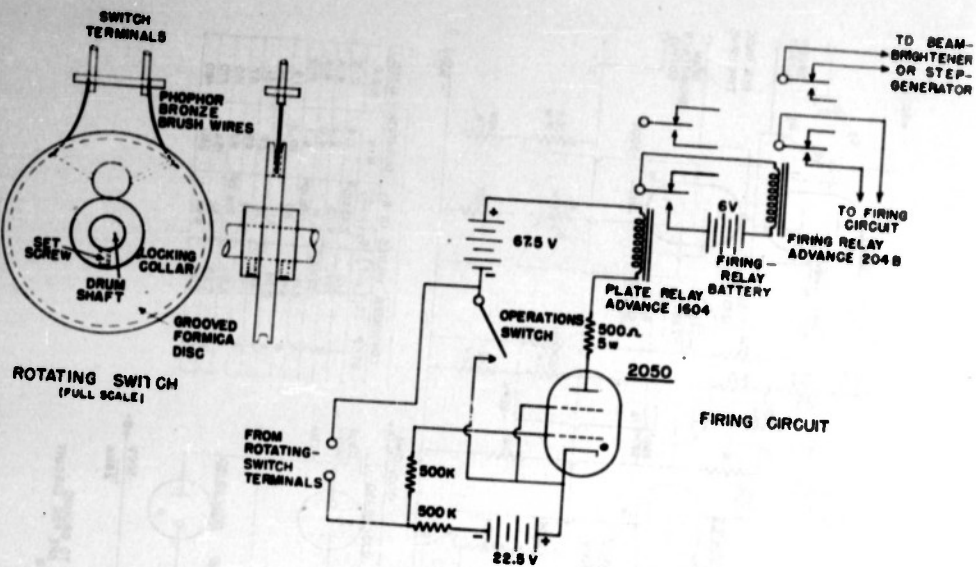 SWITCH
TERMINALS
PHOPHOR
BRONZE
BRUSH WIRES
SET
SCREW
LOCKING
COLLAR
DRUM
SHAFT
GROOVED
FORMICA
DISC
ROTATING SWITCH
(FULL SCALE)
TO BEAM-
BRIGHTENER
OR STEP-
GENERATOR
+
67.5 V
-
OPERATIONS
SWITCH
6V
FIRING-
RELAY
BATTERY
TO FIRING
CIRCUIT
FIRING RELAY
ADVANCE 204B
PLATE RELAY
ADVANCE 1604
500Ω
5W
2050
FIRING CIRCUIT
FROM
ROTATING-
SWITCH
TERMINALS
500K
500 K
- +
22.5 V